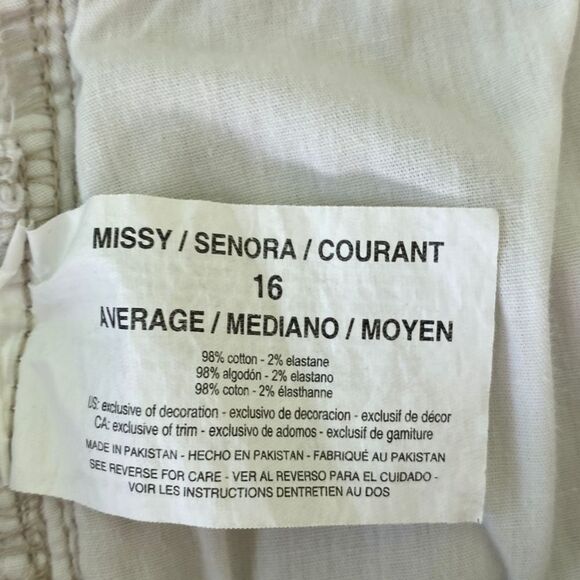 MISSY / SENORA / COURANT
16
AVERAGE / MEDIANO / MOYEN
98% cotton - 2% elastane
98% algodón - 2% elastano
98% coton - 2% élasthanne
US: exclusive of decoration - exclusivo de decoracion - exclusif de décor
CA: exclusive of trim - exclusivo de adornos - exclusif de garniture
MADE IN PAKISTAN - HECHO EN PAKISTAN - FABRIQUÉ AU PAKISTAN
SEE REVERSE FOR CARE - VER AL REVERSO PARA EL CUIDADO -
VOIR LES INSTRUCTIONS DENTRETIEN AU DOS